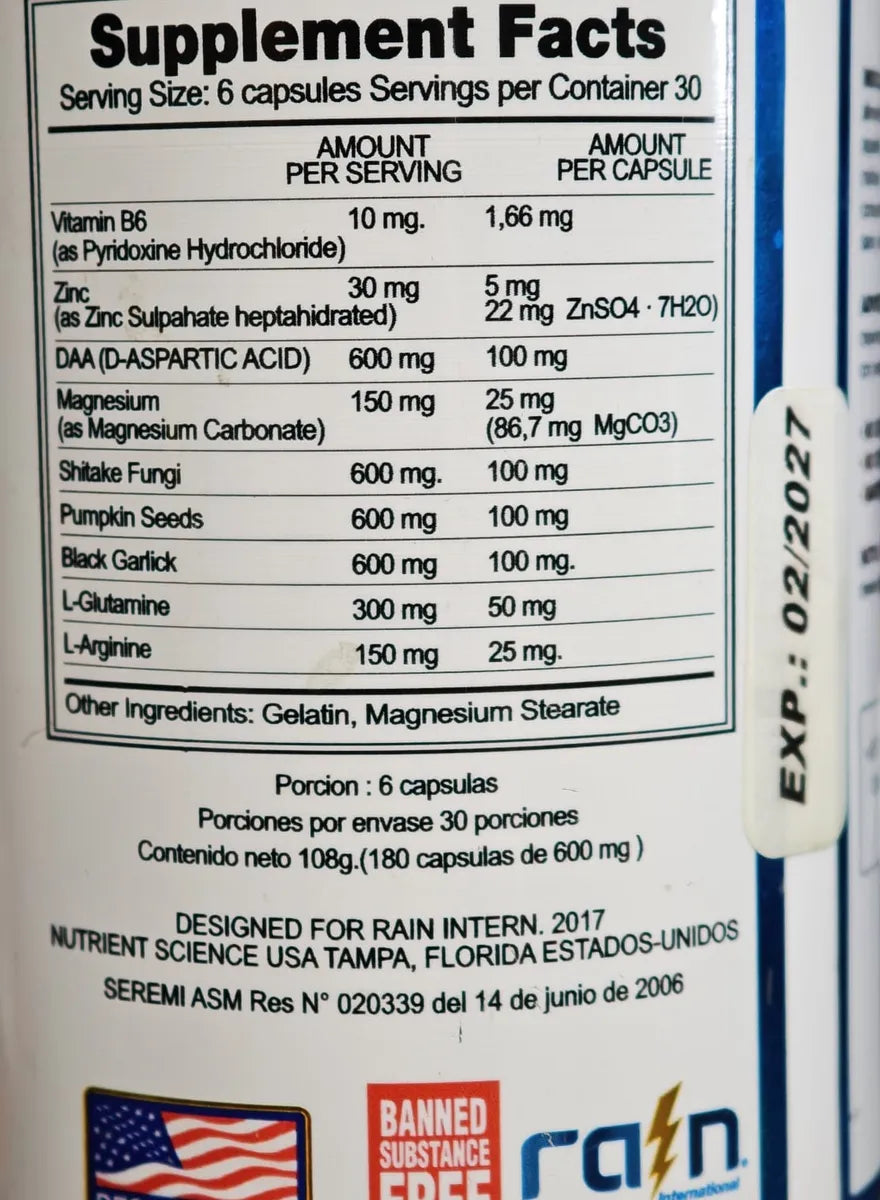 Supplement Facts
Serving Size: 6 capsules Servings per Container 30
AMOUNT PER SERVING AMOUNT PER CAPSULE
Vitamin B6 10 mg. 1,66 mg
(as Pyridoxine Hydrochloride)
Zinc 30 mg 5 mg
(as Zinc Sulpahate heptahidrated) 22 mg ZnSO4 · 7H2O)
DAA (D-ASPARTIC ACID) 600 mg 100 mg
Magnesium 150 mg 25 mg
(as Magnesium Carbonate) (86,7 mg MgCO3)
Shitake Fungi 600 mg. 100 mg
Pumpkin Seeds 600 mg 100 mg
Black Garlick 600 mg 100 mg.
L-Glutamine 300 mg 50 mg
L-Arginine 150 mg 25 mg.
Other Ingredients: Gelatin, Magnesium Stearate
Porcion : 6 capsulas
Porciones por envase 30 porciones
Contenido neto 108g.(180 capsulas de 600 mg )
DESIGNED FOR RAIN INTERN. 2017
NUTRIENT SCIENCE USA TAMPA, FLORIDA ESTADOS-UNIDOS
SEREMI ASM Res N° 020339 del 14 de junio de 2006
EXP.: 02/2027
BANNED
SUBSTANCE
FREE
rain
International